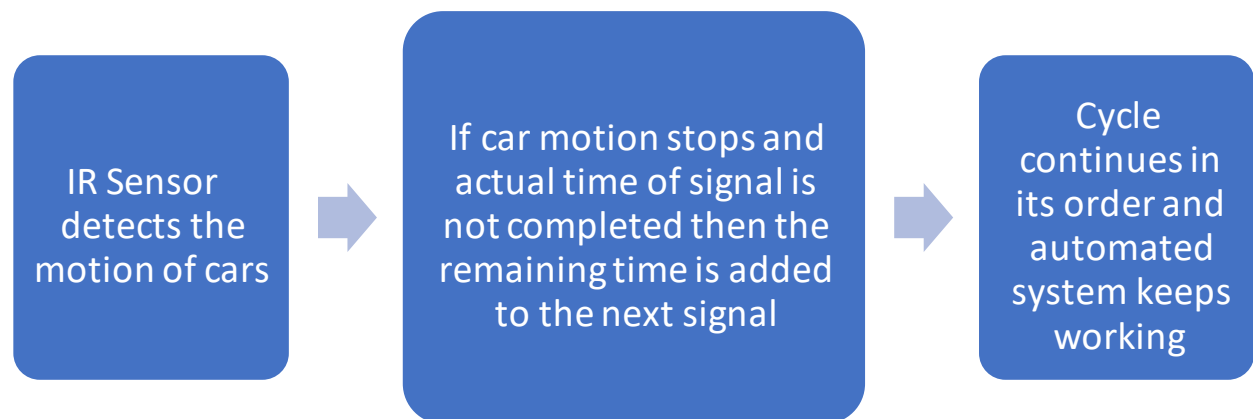 IR Sensor
detects the
motion of cars
If car motion stops and
actual time of signal is
not completed then the
remaining time is added
to the next signal
Cycle
continues in
its order and
automated
system keeps
working